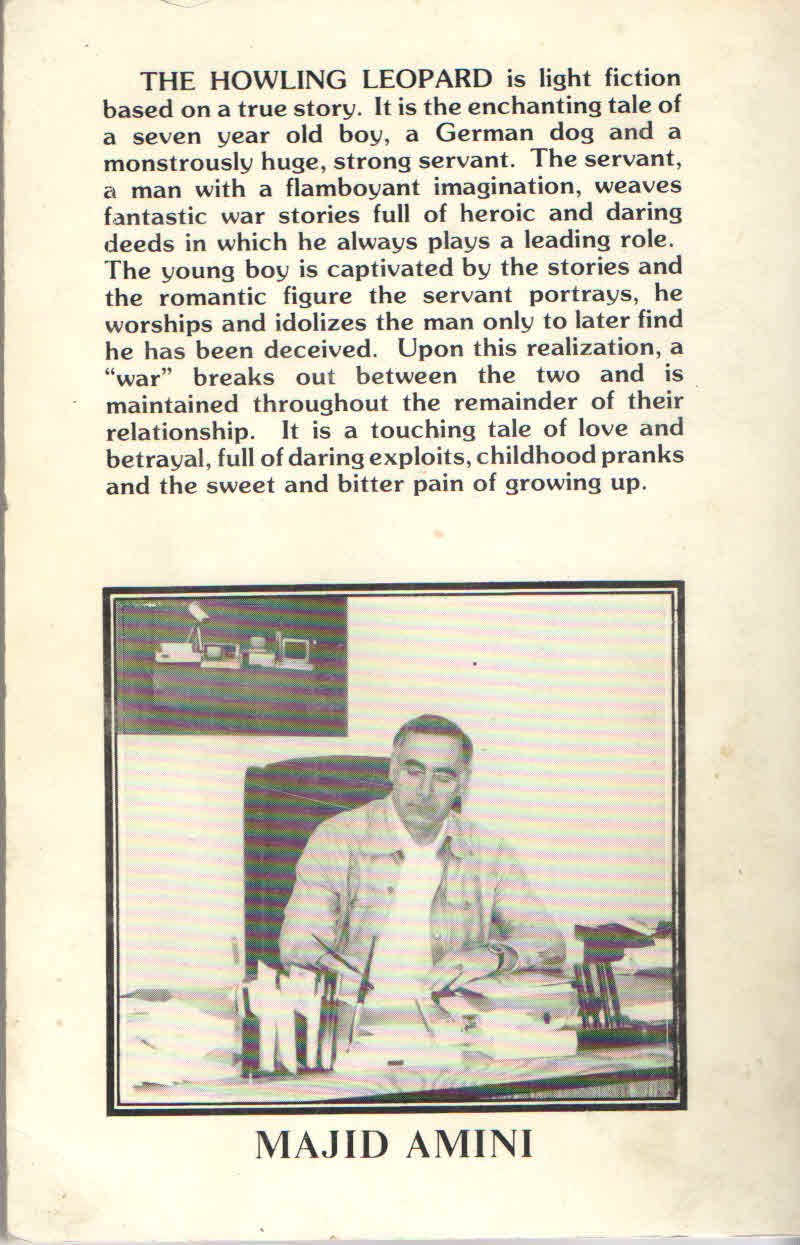 THE HOWLING LEOPARD is light fiction
based on a true story. It is the enchanting tale of
a seven year old boy, a German dog and a
monstrously huge, strong servant. The servant,
a man with a flamboyant imagination, weaves
fantastic war stories full of heroic and daring
deeds in which he always plays a leading role.
The young boy is captivated by the stories and
the romantic figure the servant portrays, he
worships and idolizes the man only to later find
he has been deceived. Upon this realization, a
“war” breaks out between the two and is
maintained throughout the remainder of their
relationship. It is a touching tale of love and
betrayal, full of daring exploits, childhood pranks
and the sweet and bitter pain of growing up.
MAJID AMINI